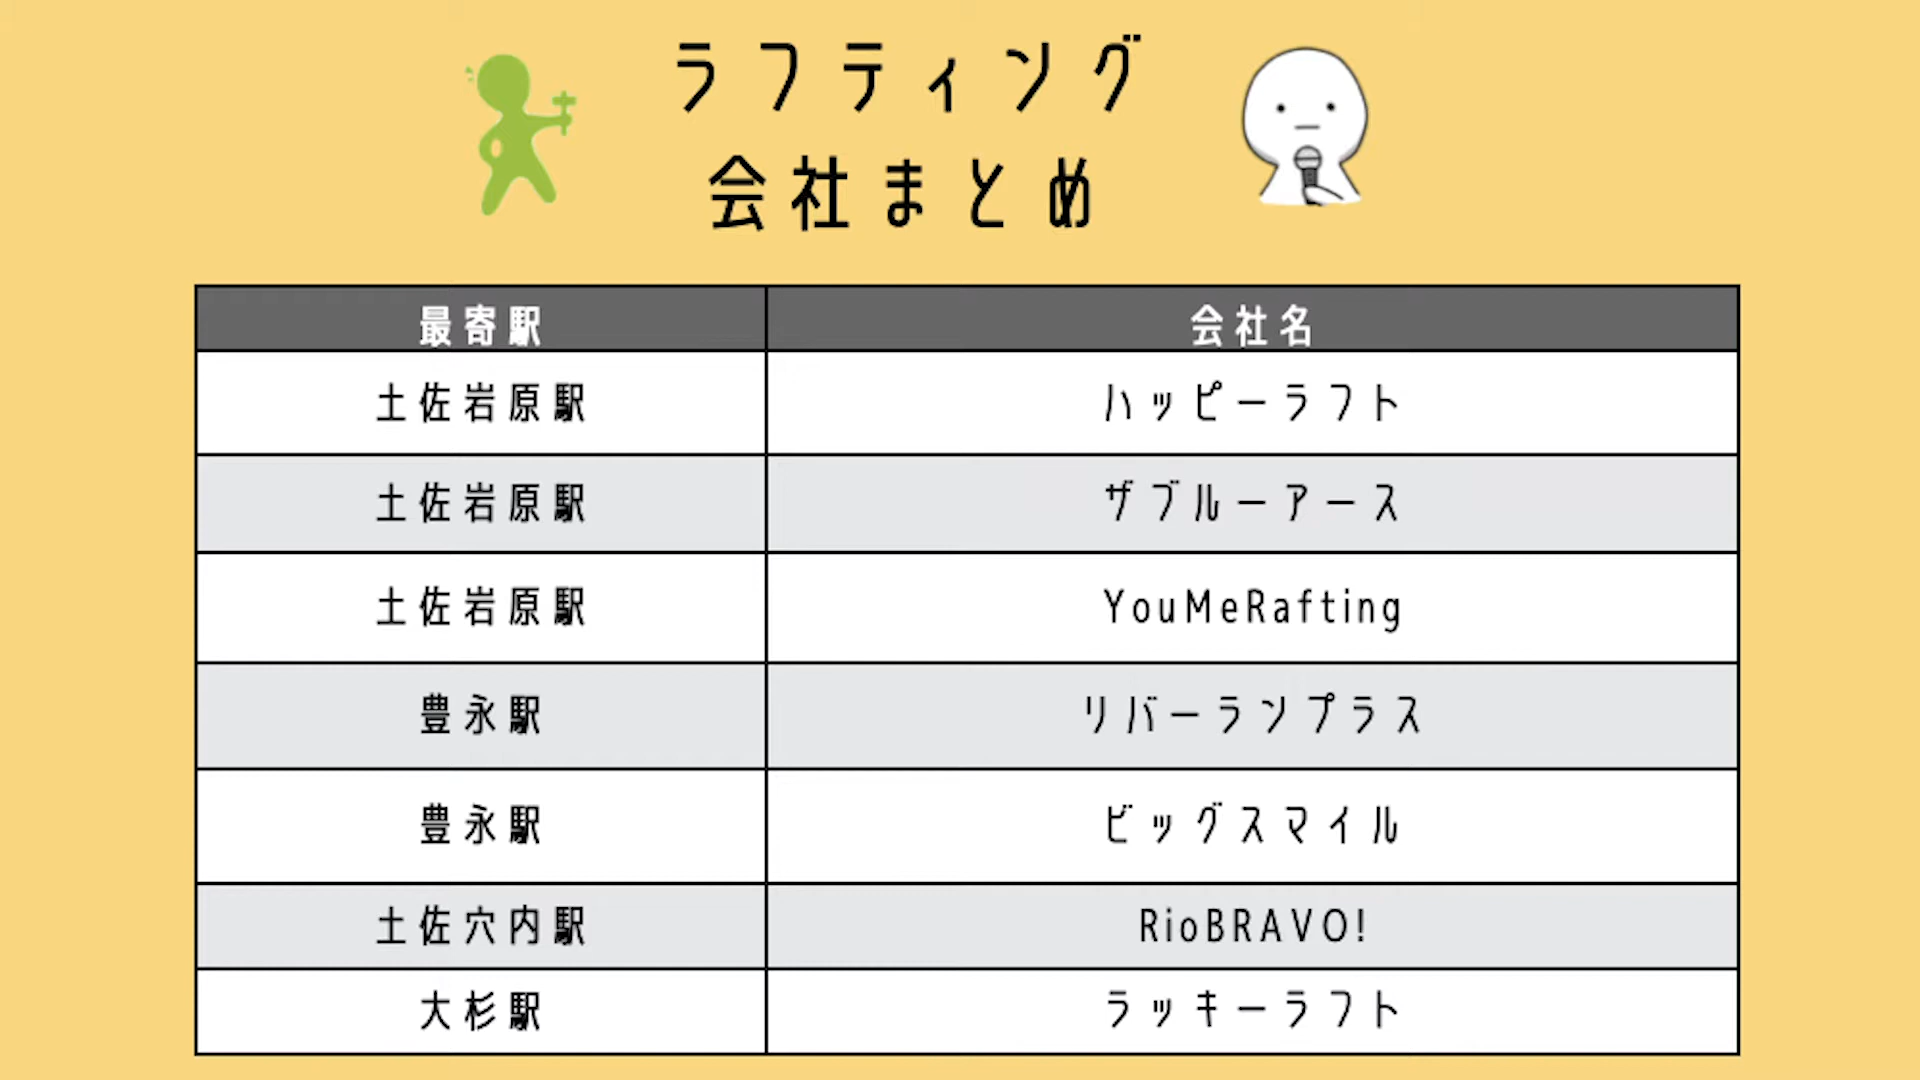 ラフティング
会社まとめ
最寄駅 会社名
土佐岩原駅 ハッピーラフト
土佐岩原駅 ザブルーアース
土佐岩原駅 YouMeRafting
豊永駅 リバーランプラス
豊永駅 ビッグスマイル
土佐穴内駅 RioBRAVO!
大杉駅 ラッキーラフト